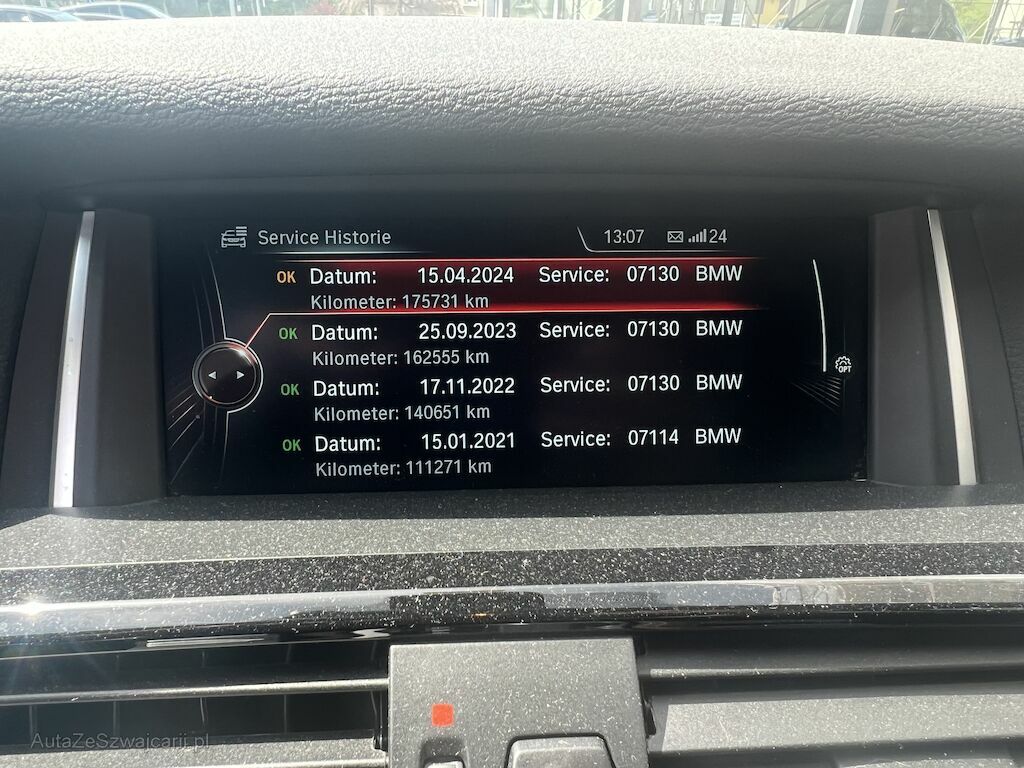 Service Historie 13:07 24
OK Datum: 15.04.2024 Service: 07130 BMW
Kilometer: 175731 km
OK Datum: 25.09.2023 Service: 07130 BMW
Kilometer: 162555 km
OPT
OK Datum: 17.11.2022 Service: 07130 BMW
Kilometer: 140651 km
OK Datum: 15.01.2021 Service: 07114 BMW
Kilometer: 111271 km
AutaZeSzwajcarii.pl